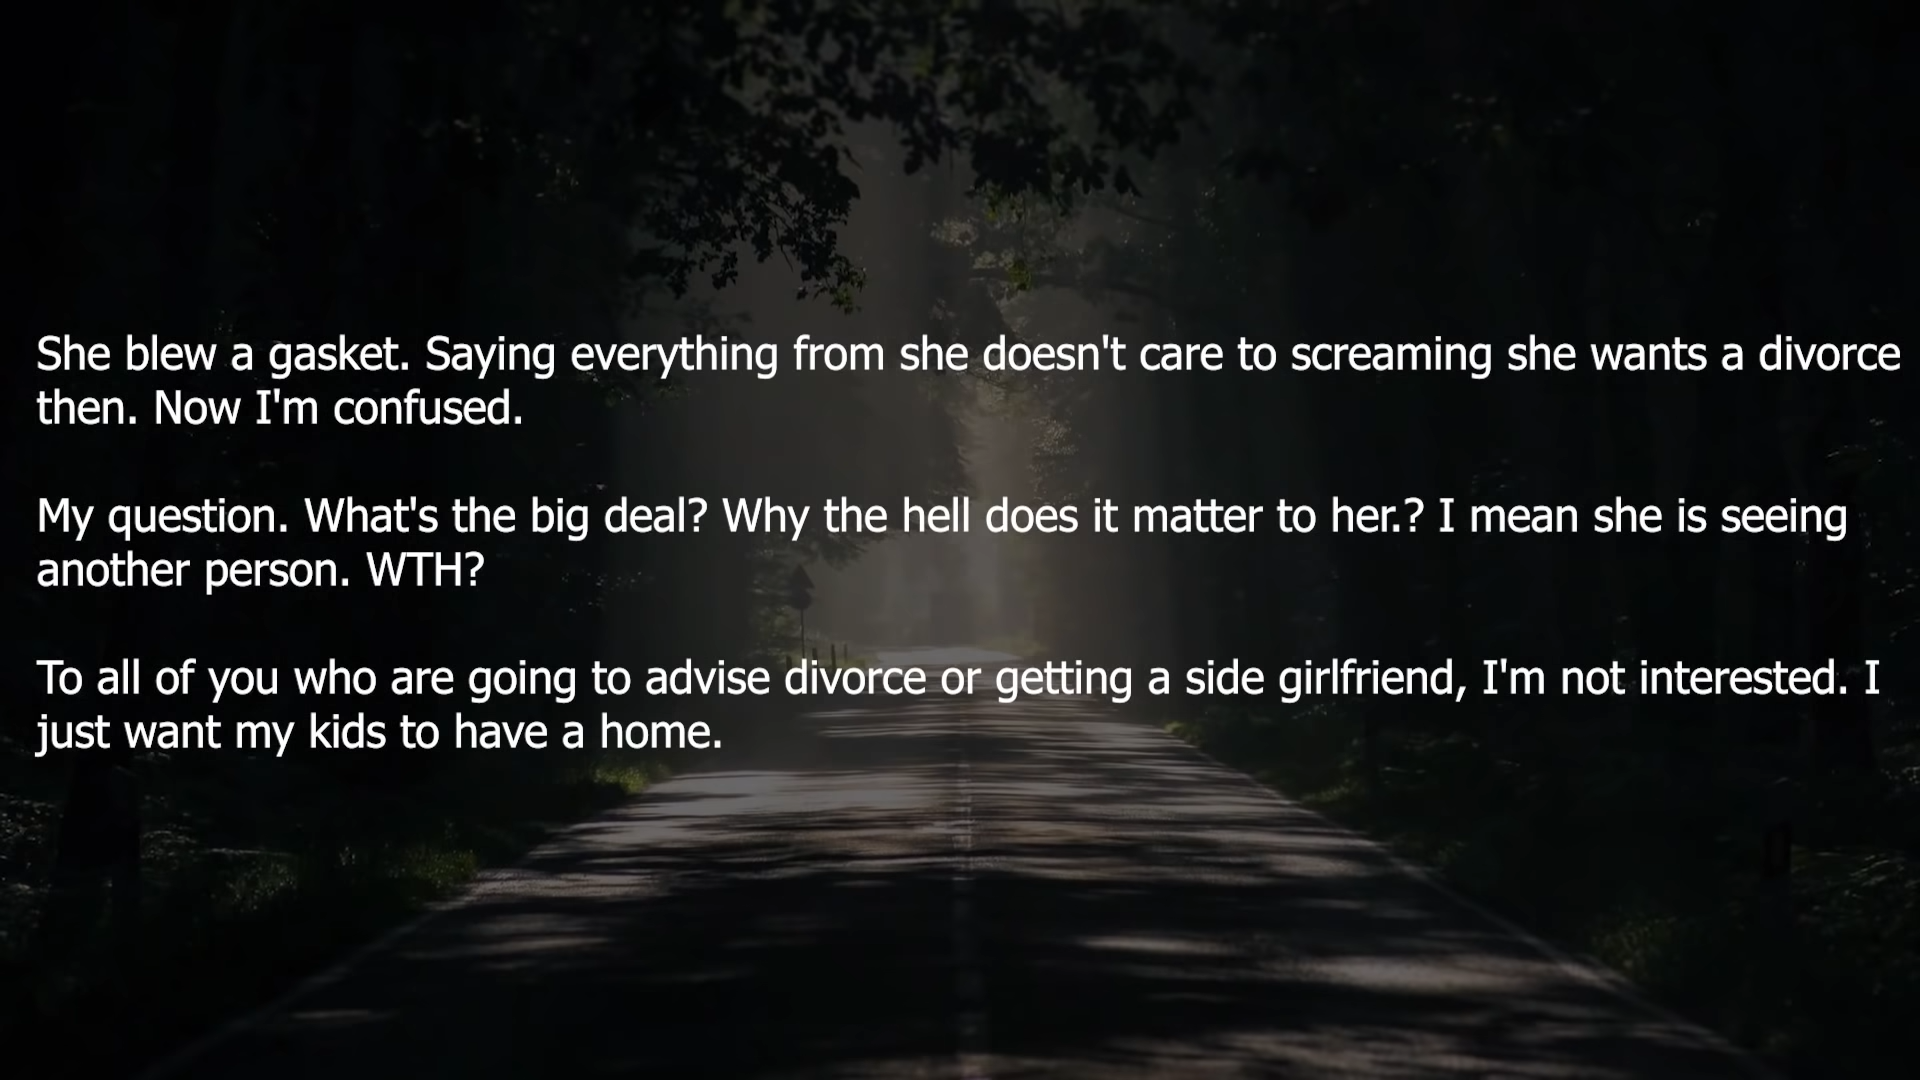 She blew a gasket. Saying everything from she doesn't care to screaming she wants a divorce
then. Now I'm confused.
My question. What's the big deal? Why the hell does it matter to her.? I mean she is seeing
another person. WTH?
To all of you who are going to advise divorce or getting a side girlfriend, I'm not interested. I
just want my kids to have a home.